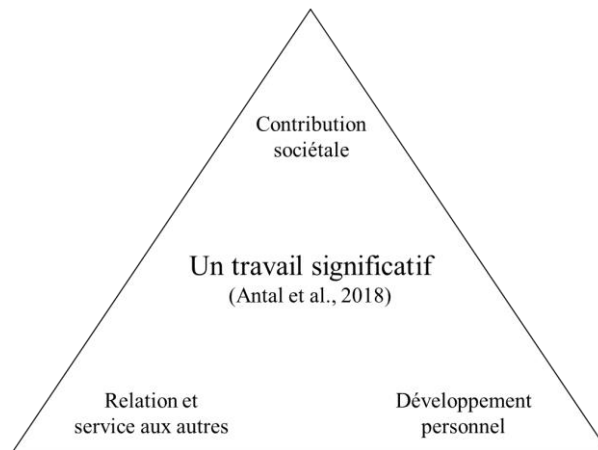 Contribution
sociétale
Un travail significatif
(Antal et al., 2018)
Relation et
service aux autres
Développement
personnel